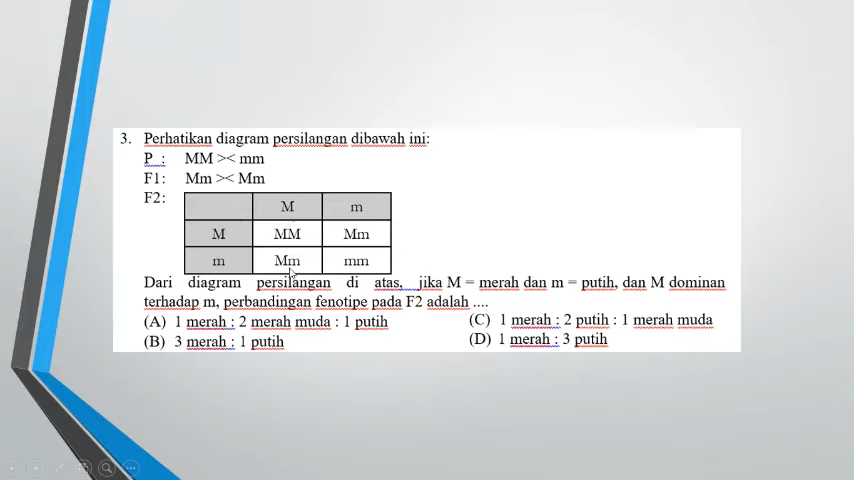 3. Perhatikan diagram persilangan dibawah ini:
P : MM >< mm
F1: Mm >< Mm
F2:
M m
M MM Mm
m Mm mm
Dari diagram persilangan di atas, jika M = merah dan m = putih, dan M dominan
terhadap m, perbandingan fenotipe pada F2 adalah ....
(A) 1 merah : 2 merah muda : 1 putih
(C) 1 merah : 2 putih : 1 merah muda
(B) 3 merah : 1 putih
(D) 1 merah : 3 putih